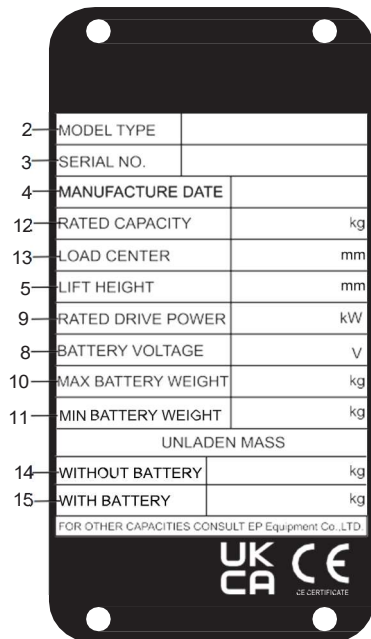 2 MODEL TYPE
3 SERIAL NO.
4 MANUFACTURE DATE
12 RATED CAPACITY kg
13 LOAD CENTER mm
5 LIFT HEIGHT mm
9 RATED DRIVE POWER kW
8 BATTERY VOLTAGE V
10 MAX BATTERY WEIGHT kg
11 MIN BATTERY WEIGHT kg
UNLADEN MASS
14 WITHOUT BATTERY kg
15 WITH BATTERY kg
FOR OTHER CAPACITIES CONSULT EP Equipment Co.,LTD.
UK CE
CA CE CERTIFICATE